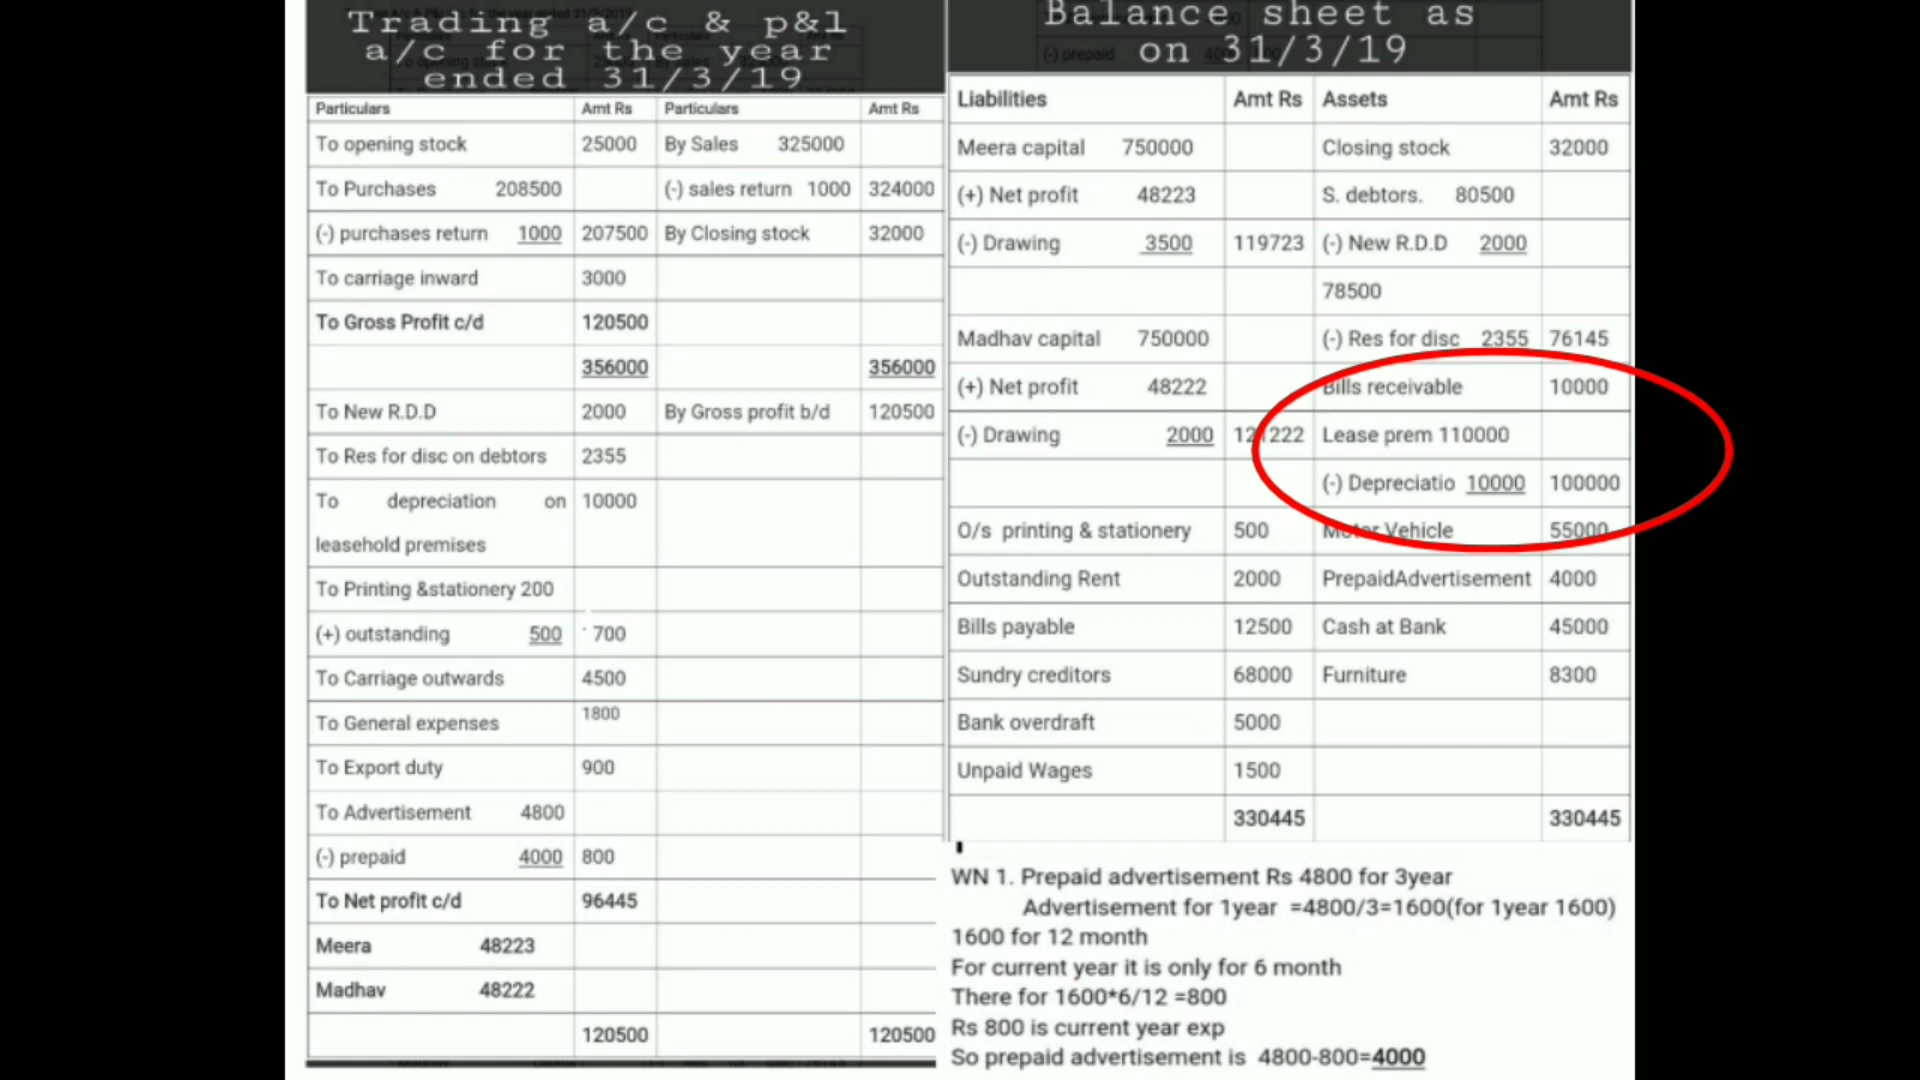 Trading a/c & p&l
a/c for the year
ended 31/3/19
Particulars Amt Rs Particulars Amt Rs
To opening stock 25000 By Sales 325000
To Purchases 208500 (-) sales return 1000 324000
(-) purchases return 1000 207500 By Closing stock 32000
To carriage inward 3000
To Gross Profit c/d 120500
356000 356000
To New R.D.D 2000 By Gross profit b/d 120500
To Res for disc on debtors 2355
To depreciation on 10000
leasehold premises
To Printing &stationery 200
(+) outstanding 500 700
To Carriage outwards 4500
To General expenses 1800
To Export duty 900
To Advertisement 4800
(-) prepaid 4000 800
To Net profit c/d 96445
Meera 48223
Madhav 48222
120500 120500
Balance sheet as
on 31/3/19
(-) prepaid
Liabilities Amt Rs Assets Amt Rs
Meera capital 750000 Closing stock 32000
(+) Net profit 48223 S. debtors. 80500
(-) Drawing 3500 119723 (-) New R.D.D 2000
78500
Madhav capital 750000 (-) Res for disc 2355 76145
(+) Net profit 48222 Bills receivable 10000
(-) Drawing 2000 121222 Lease prem 110000
(-) Depreciatio 10000 100000
O/s printing & stationery 500 Motor Vehicle 55000
Outstanding Rent 2000 PrepaidAdvertisement 4000
Bills payable 12500 Cash at Bank 45000
Sundry creditors 68000 Furniture 8300
Bank overdraft 5000
Unpaid Wages 1500
330445 330445
WN 1. Prepaid advertisement Rs 4800 for 3year
Advertisement for 1year =4800/3=1600(for 1year 1600)
1600 for 12 month
For current year it is only for 6 month
There for 1600*6/12 =800
Rs 800 is current year exp
So prepaid advertisement is 4800-800=4000